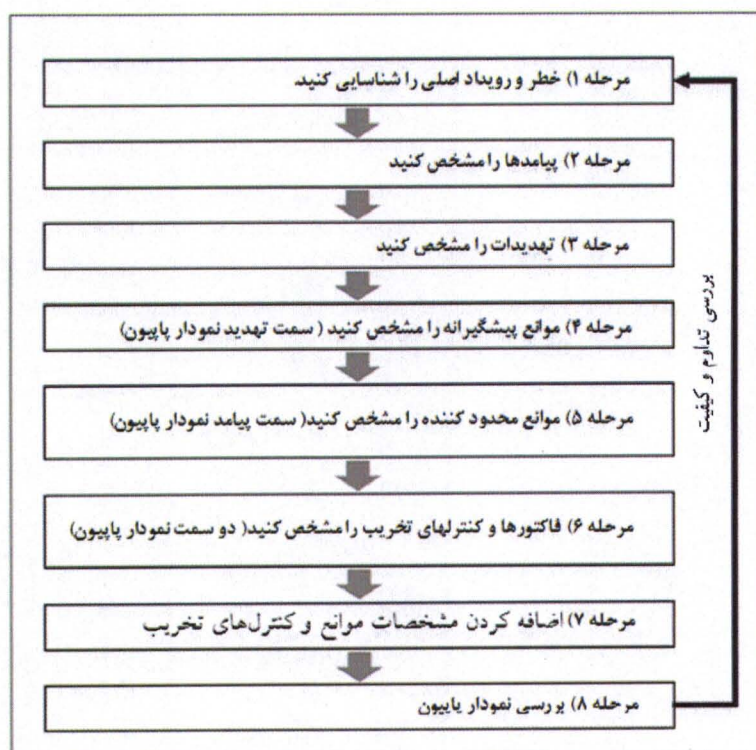 مرحله ۱) خطر و رویداد اصلی را شناسایی کنید.
مرحله ۲) پیامدها را مشخص کنید
مرحله ۳) تهدیدات را مشخص کنید
مرحله ۴) موانع پیشگیرانه را مشخص کنید ( سمت تهدید نمودار پاپیون)
مرحله ۵) موانع محدود کننده را مشخص کنید( سمت پیامد نمودار پاپیون)
مرحله ۶) فاکتورها و کنترلهای تخریب را مشخص کنید( دو سمت نمودار پاپیون)
مرحله ۷) اضافه کردن مشخصات موانع و کنترل‌های تخریب
مرحله ۸) بررسی نمودار پاپیون
بررسی تداوم و کیفیت